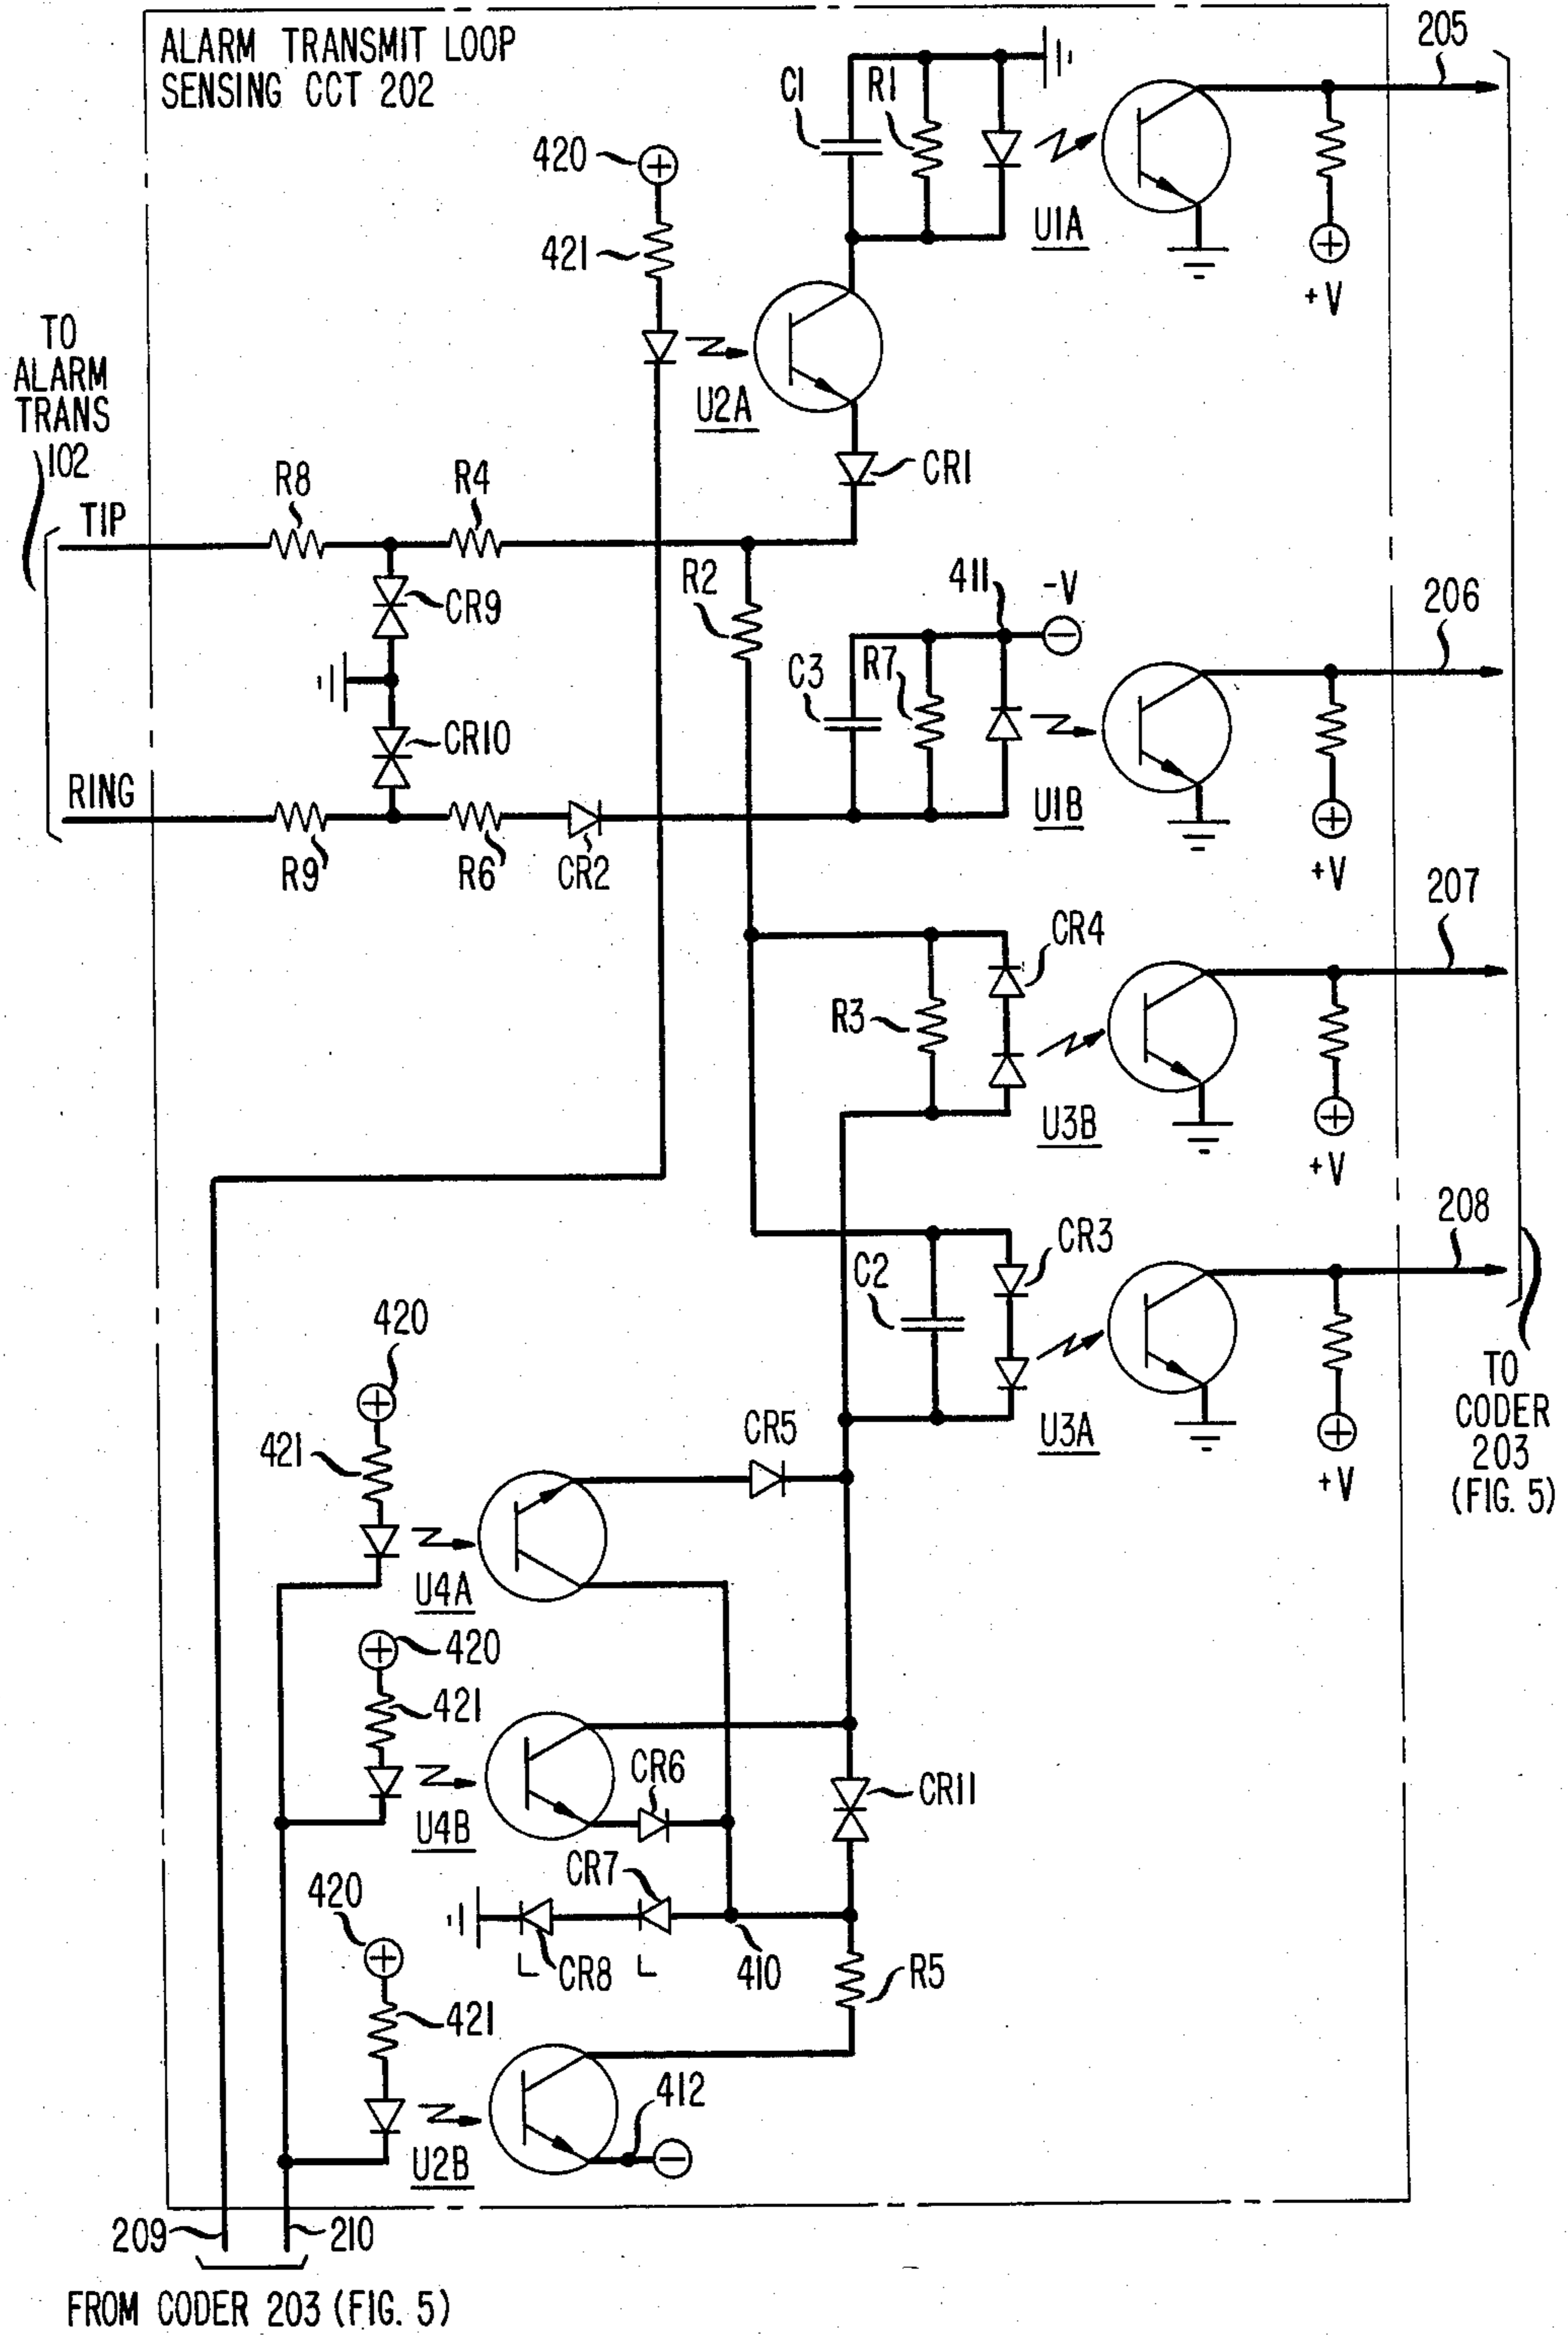 ALARM TRANSMIT LOOP
SENSING CCT 202
205
C1
R1
420
U1A
+V
421
U2A
TO
ALARM
TRANS
102
CR1
R8
R4
TIP
R2
411
-V
206
CR9
C3
R7
CR10
RING
U1B
R9
R6
CR2
+V
207
CR4
R3
U3B
+V
208
CR3
C2
420
TO
CODER
203
(FIG. 5)
CR5
U3A
421
+V
U4A
420
421
CR6
CR11
U4B
CR7
420
CR8
410
R5
421
412
U2B
209
210
FROM CODER 203 (FIG. 5)